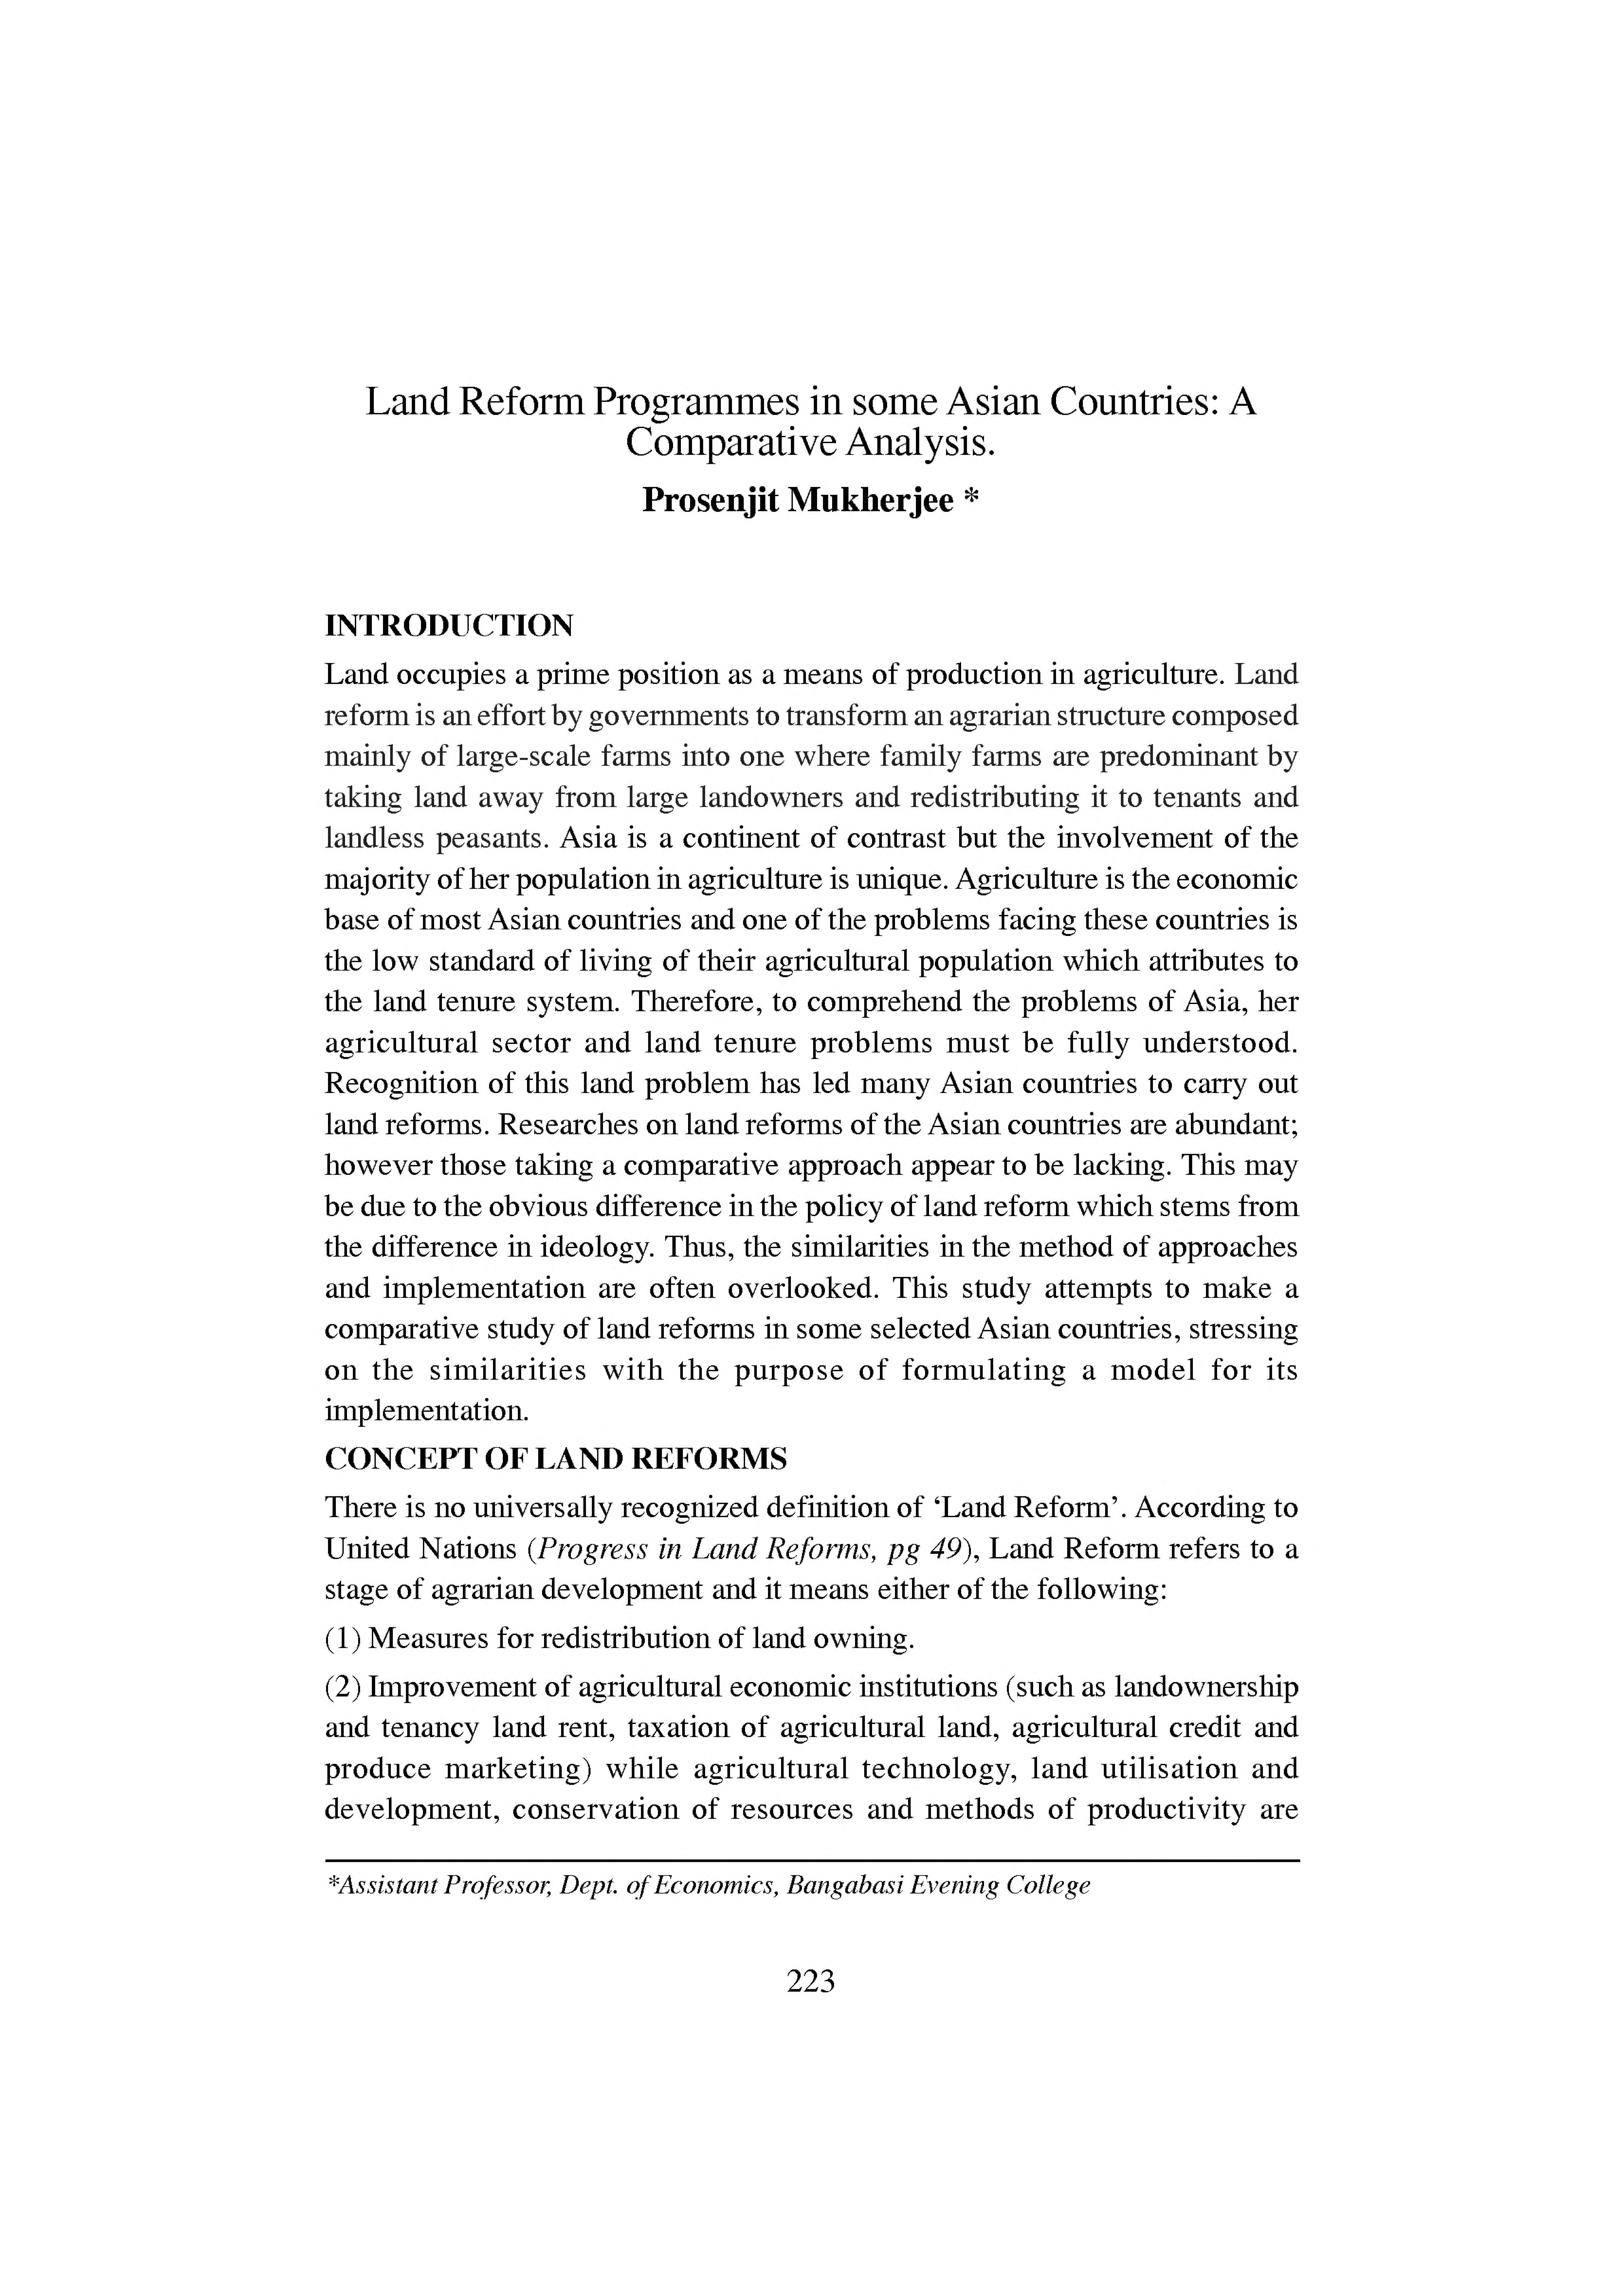 Land Reform Programmes in some Asian Countries: A
Comparative Analysis.
Prosenjit Mukherjee *
INTRODUCTION
Land occupies a prime position as a means of production in agriculture. Land
reform is an effort by governments to transform an agrarian structure composed
mainly of large-scale farms into one where family farms are predominant by
taking land away from large landowners and redistributing it to tenants and
landless peasants. Asia is a continent of contrast but the involvement of the
majority of her population in agriculture is unique. Agriculture is the economic
base of most Asian countries and one of the problems facing these countries is
the low standard of living of their agricultural population which attributes to
the land tenure system. Therefore, to comprehend the problems of Asia, her
agricultural sector and land tenure problems must be fully understood.
Recognition of this land problem has led many Asian countries to carry out
land reforms. Researches on land reforms of the Asian countries are abundant;
however those taking a comparative approach appear to be lacking. This may
be due to the obvious difference in the policy of land reform which stems from
the difference in ideology. Thus, the similarities in the method of approaches
and implementation are often overlooked. This study attempts to make a
comparative study of land reforms in some selected Asian countries, stressing
on the similarities with the purpose of formulating a model for its
implementation.
CONCEPT OF LAND REFORMS
There is no universally recognized definition of ‘Land Reform’. According to
United Nations (Progress in Land Reforms, pg 49), Land Reform refers to a
stage of agrarian development and it means either of the following:
(1) Measures for redistribution of land owning.
(2) Improvement of agricultural economic institutions (such as landownership
and tenancy land rent, taxation of agricultural land, agricultural credit and
produce marketing) while agricultural technology, land utilisation and
development, conservation of resources and methods of productivity are
*Assistant Professor, Dept. of Economics, Bangabasi Evening College
223